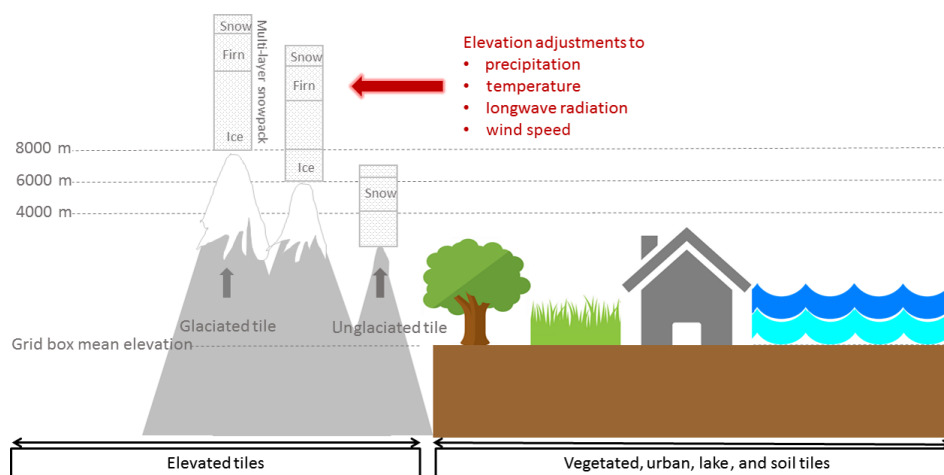 Snow
Firn
Ice
Multi-layer snowpack
Snow
Firn
Ice
Snow
Elevation adjustments to
• precipitation
• temperature
• longwave radiation
• wind speed
8000 m
6000 m
4000 m
Glaciated tile
Unglaciated tile
Grid box mean elevation
Elevated tiles
Vegetated, urban, lake, and soil tiles